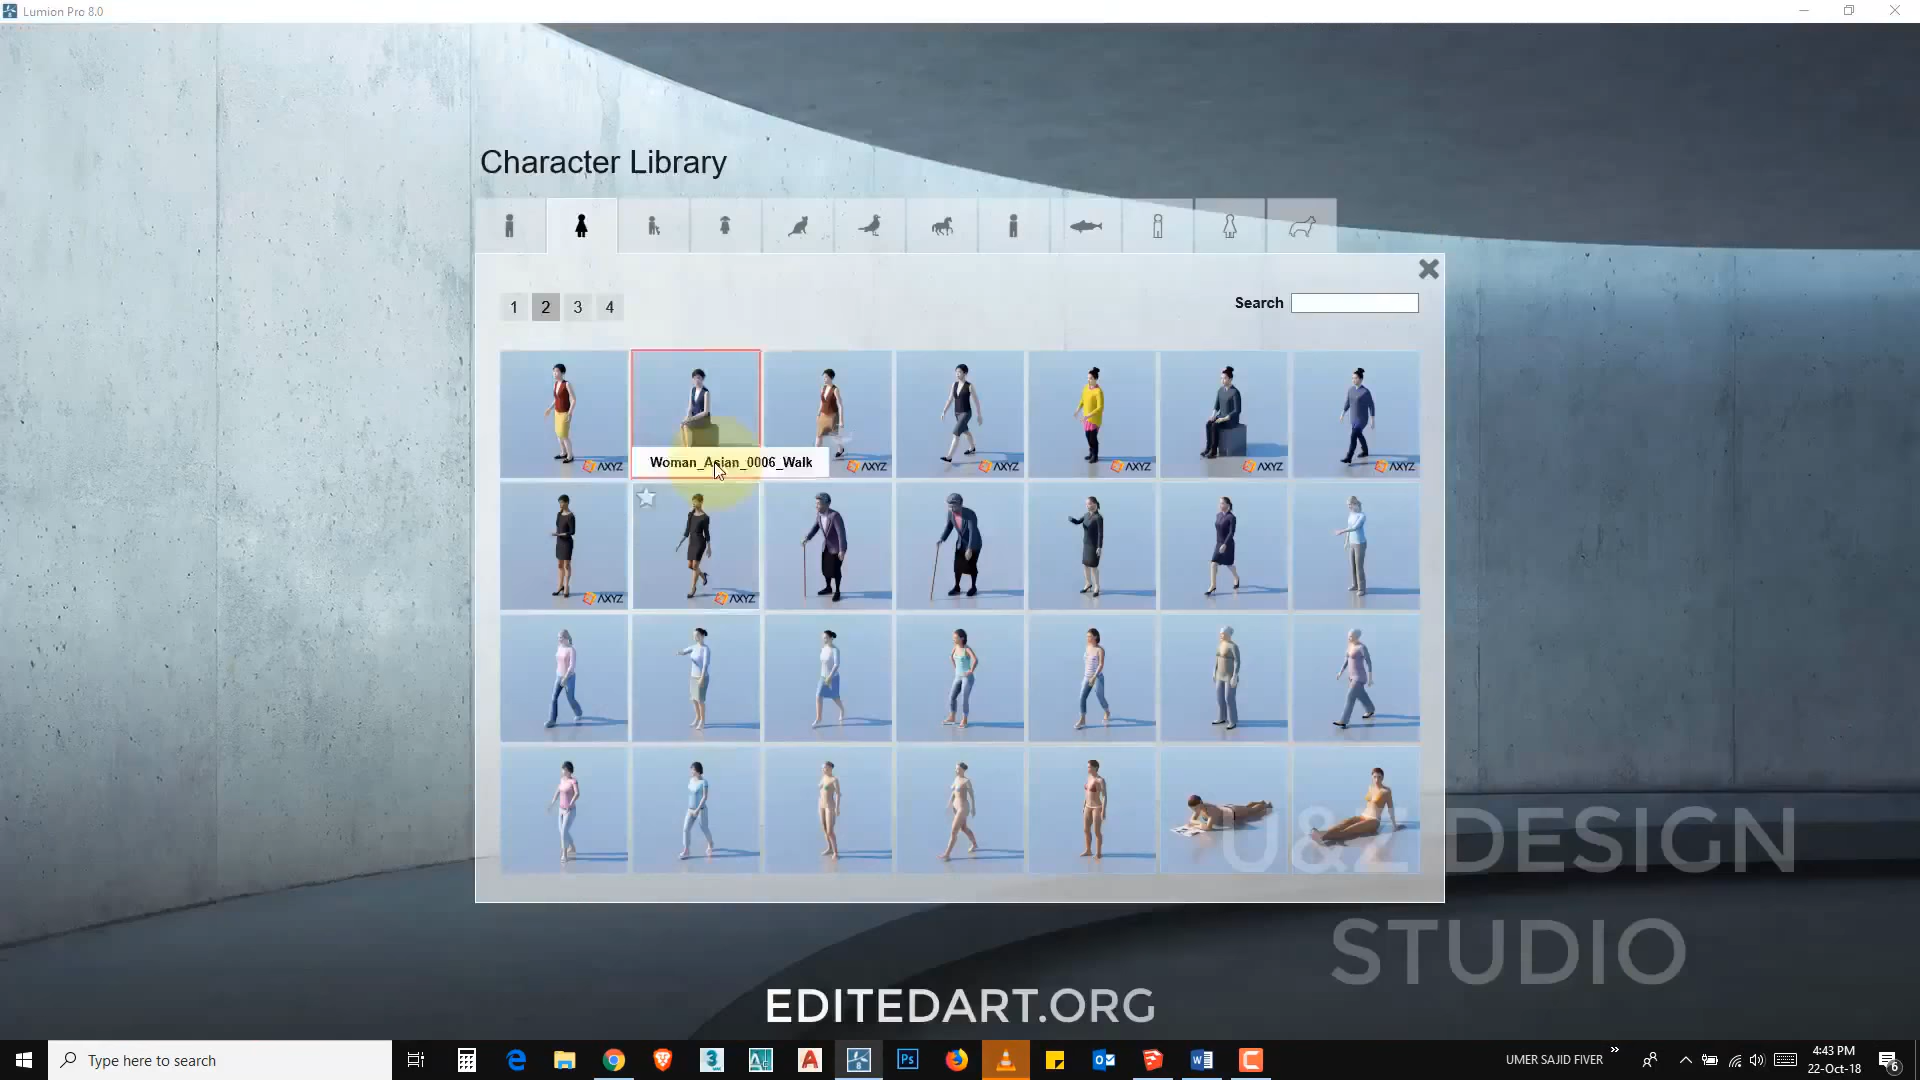 Lumion Pro 8.0
Character Library
1 2 3 4
Search
AXYZ AXYZ AXYZ AXYZ AXYZ AXYZ
Woman_Asian_0006_Walk
AXYZ AXYZ
U&Z DESIGN
STUDIO
EDITEDART.ORG
Type here to search
UMER SAJID FIVER
4:43 PM
22-Oct-18
6